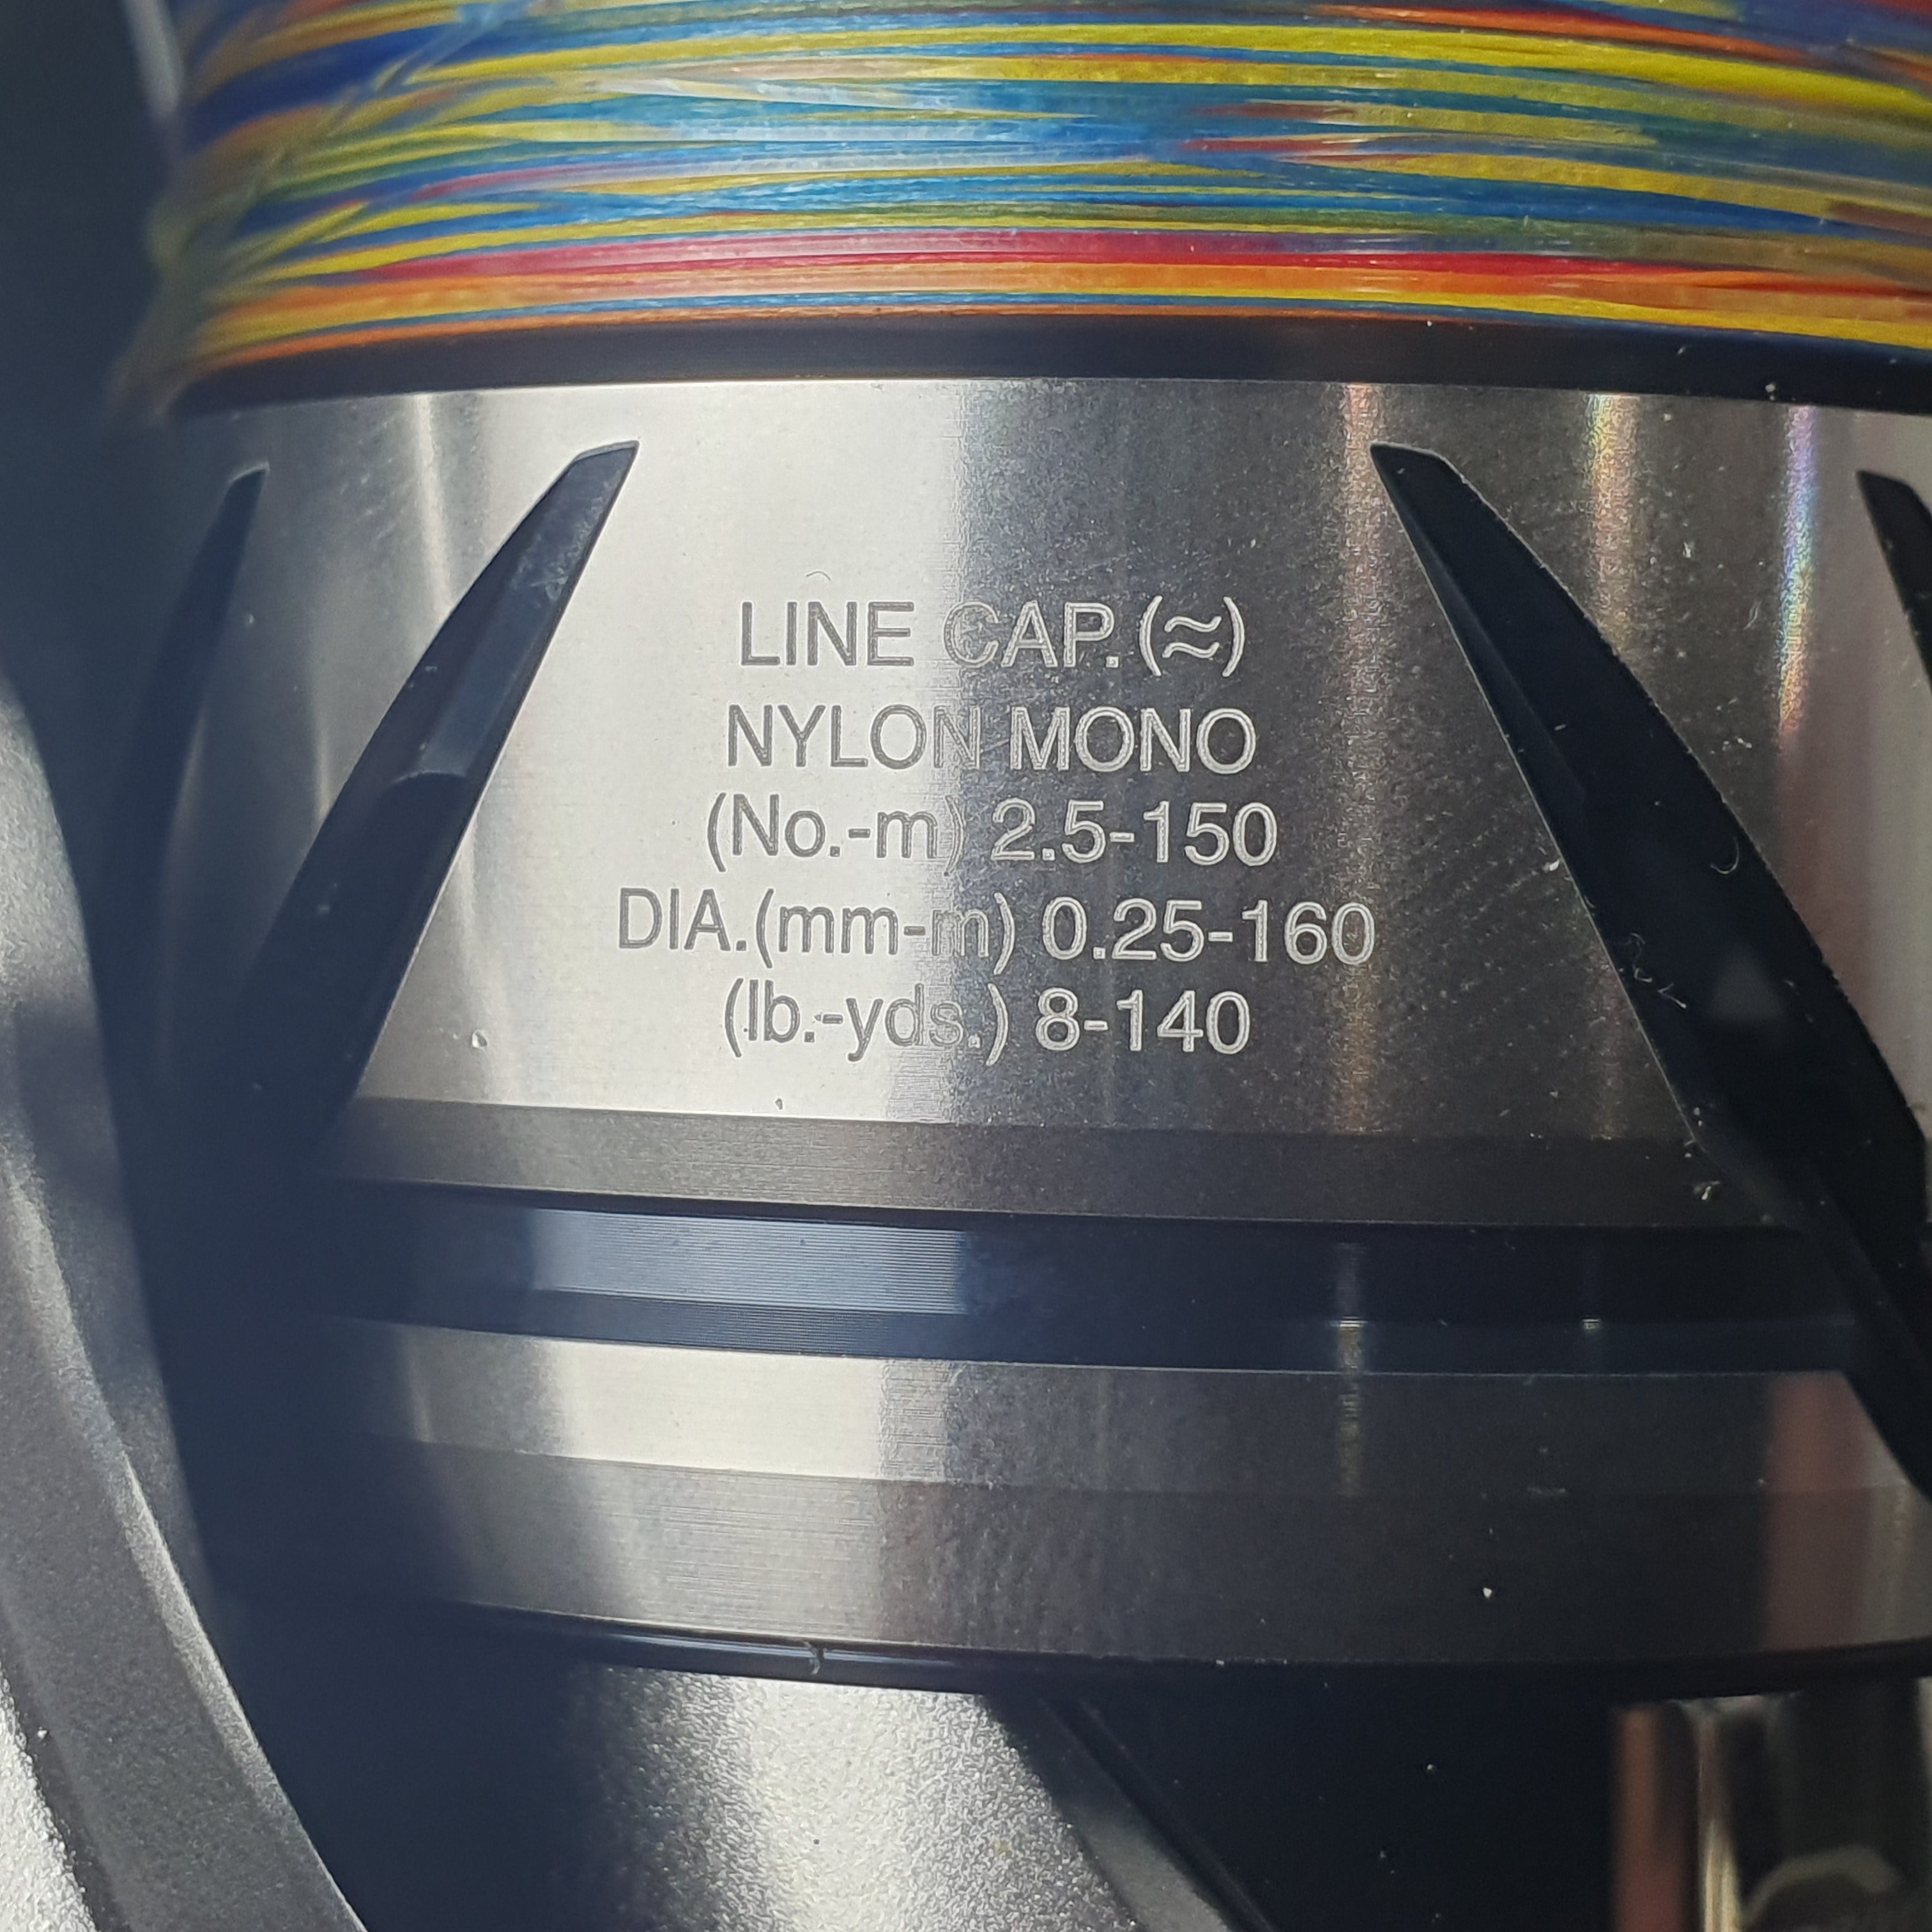 LINE CAP. (≈)
NYLON MONO
(No.-m) 2.5-150
DIA.(mm-m) 0.25-160
(lb.-yds.) 8-140